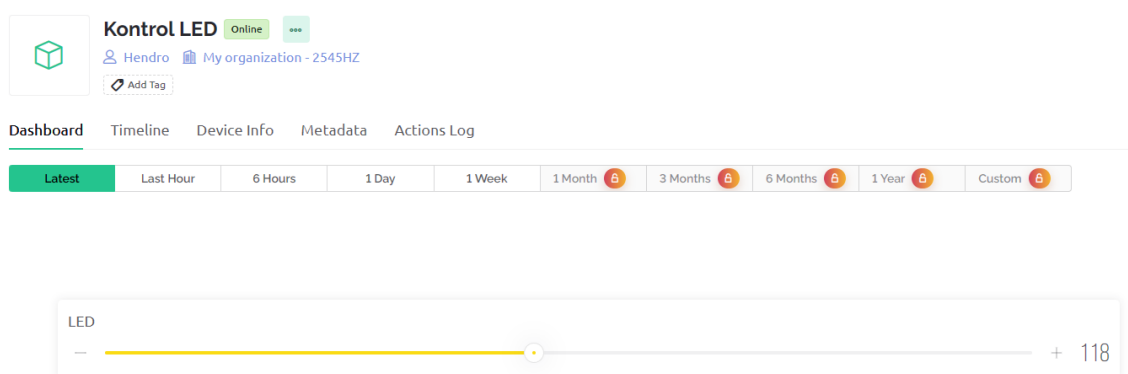 Kontrol LED Online
Hendro My organization - 2545HZ
Add Tag
Dashboard Timeline Device Info Metadata Actions Log
Latest Last Hour 6 Hours 1 Day 1 Week 1 Month 3 Months 6 Months 1 Year Custom
LED
— + 118